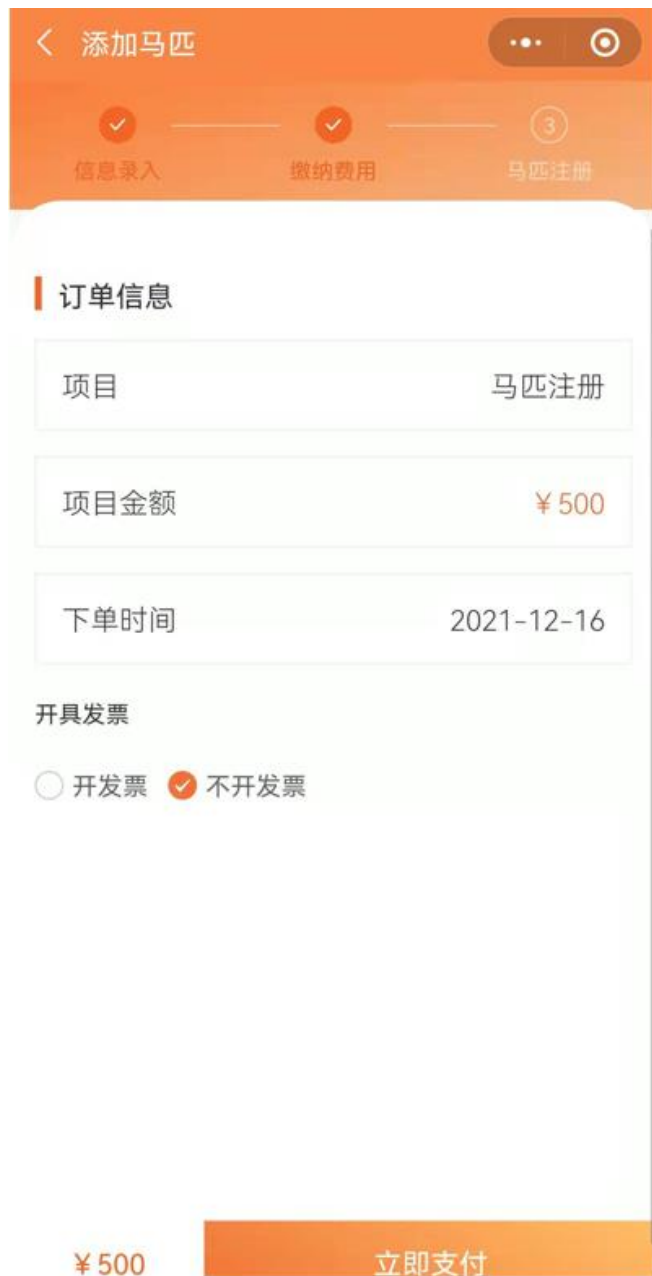 添加马匹
3
信息录入 缴纳费用 马匹注册
订单信息
项目 马匹注册
项目金额 ￥500
下单时间 2021-12-16
开具发票
开发票 不开发票
￥500 立即支付